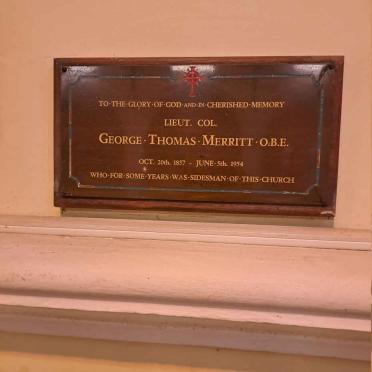 TO·THE·GLORY·OF·GOD·AND·IN·CHERISHED·MEMORY
LIEUT. COL.
GEORGE·THOMAS·MERRITT·O.B.E.
OCT. 20th. 1857 - JUNE·5th. 1954
WHO·FOR·SOME·YEARS·WAS·SIDESMAN·OF·THIS·CHURCH